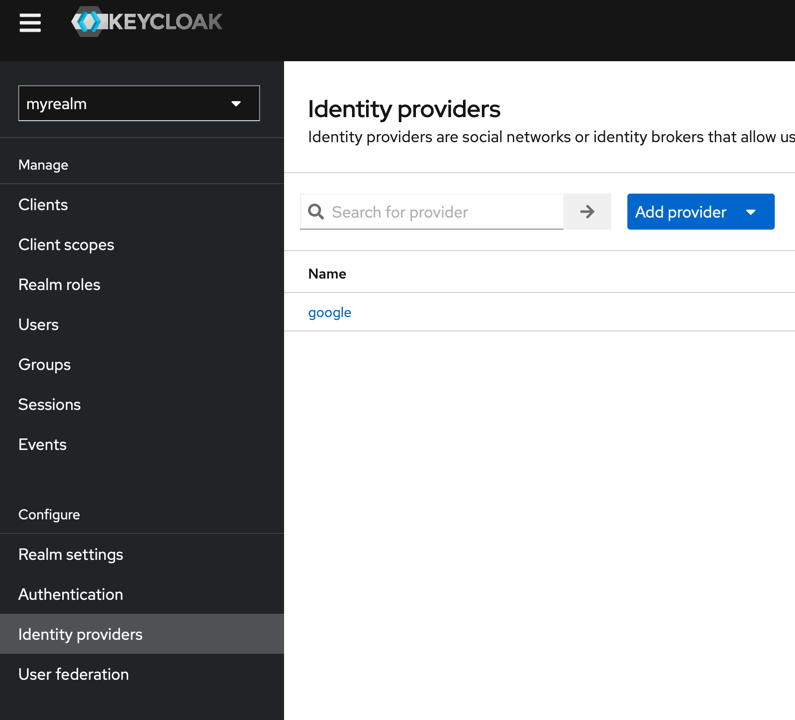 KEYCLOAK
myrealm
Manage
Clients
Client scopes
Realm roles
Users
Groups
Sessions
Events
Configure
Realm settings
Authentication
Identity providers
User federation
Identity providers
Identity providers are social networks or identity brokers that allow us
Search for provider
Add provider
Name
google